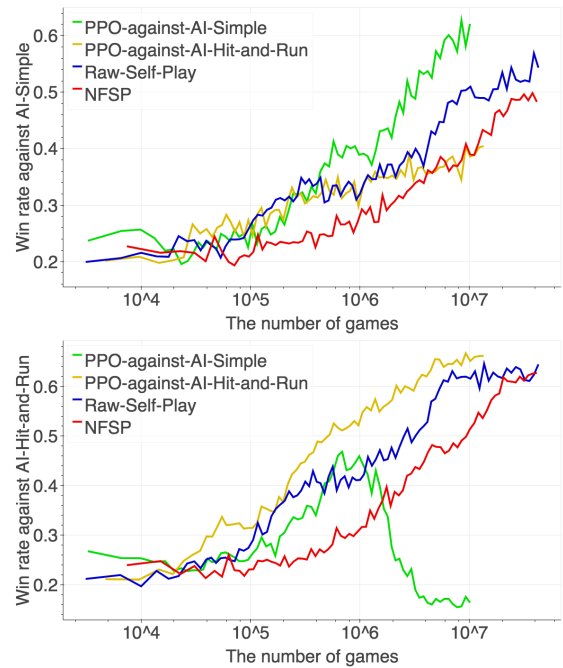 PPO-against-AI-Simple
PPO-against-AI-Hit-and-Run
Raw-Self-Play
NFSP
Win rate against AI-Simple
0.6
0.5
0.4
0.3
0.2
10^4
10^5
10^6
10^7
The number of games
PPO-against-AI-Simple
PPO-against-AI-Hit-and-Run
Raw-Self-Play
NFSP
Win rate against AI-Hit-and-Run
0.6
0.5
0.4
0.3
0.2
10^4
10^5
10^6
10^7
The number of games